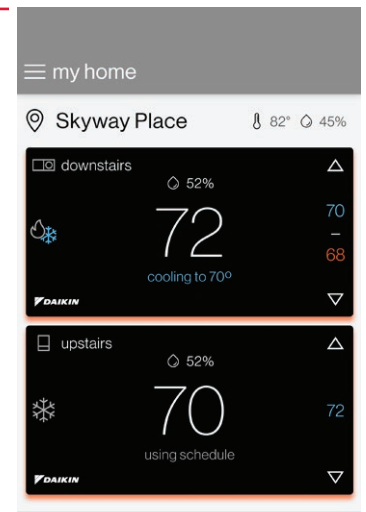 my home
Skyway Place 82° 45%
downstairs
52%
72
cooling to 70º
70
–
68
DAIKIN
upstairs
52%
70
using schedule
72
DAIKIN